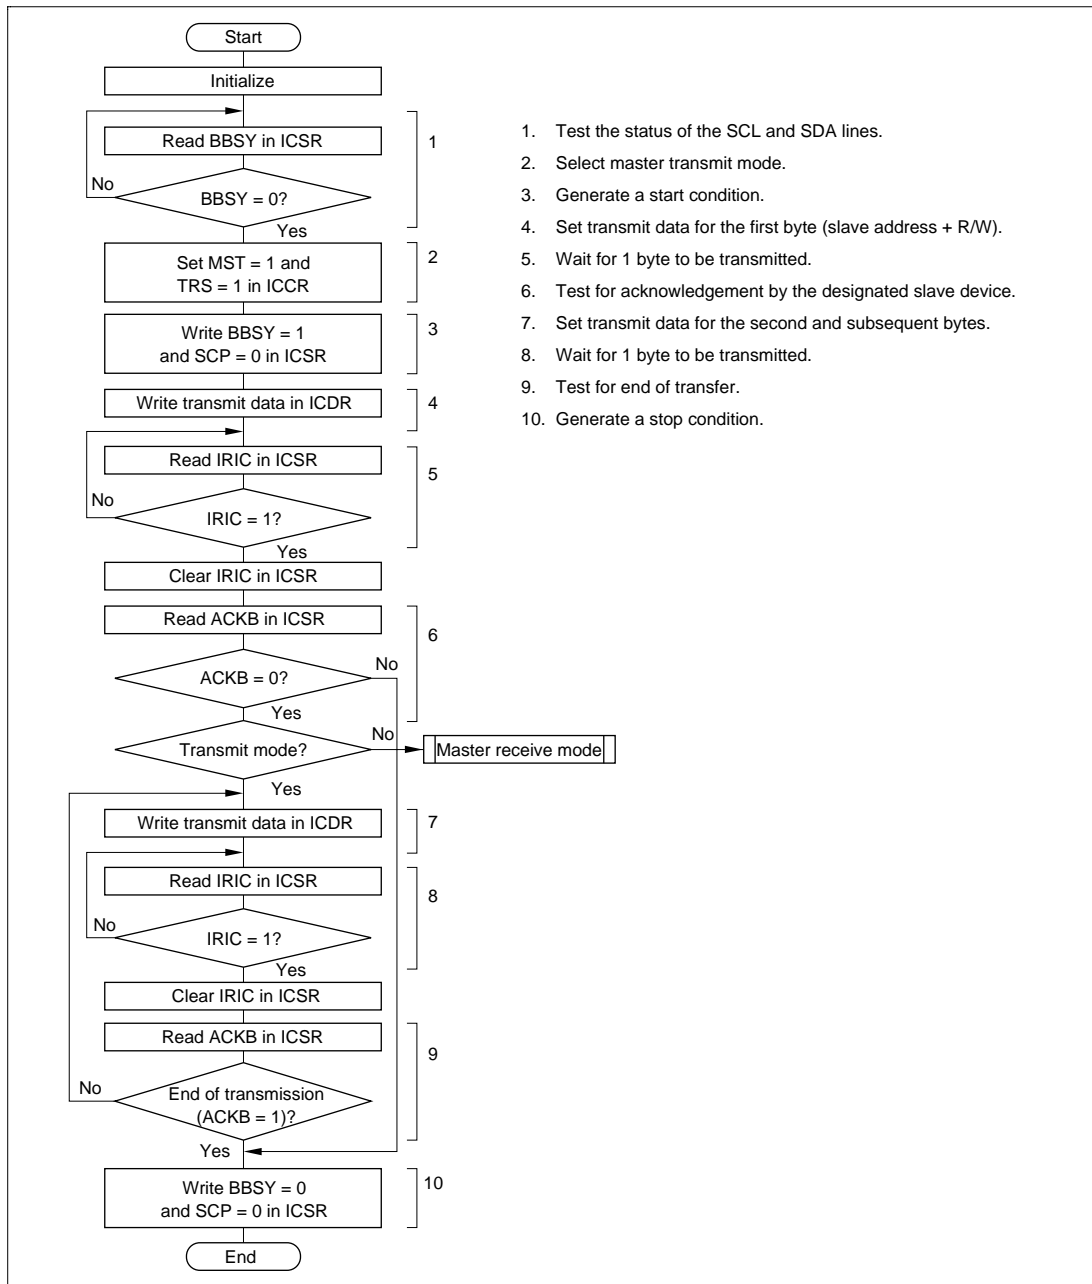 Start
Initialize
Read BBSY in ICSR
1
No
BBSY = 0?
Yes
Set MST = 1 and
TRS = 1 in ICCR
2
Write BBSY = 1
and SCP = 0 in ICSR
3
Write transmit data in ICDR
4
Read IRIC in ICSR
5
No
IRIC = 1?
Yes
Clear IRIC in ICSR
Read ACKB in ICSR
6
No
ACKB = 0?
Yes
No
Transmit mode?
Master receive mode
Yes
Write transmit data in ICDR
7
Read IRIC in ICSR
8
No
IRIC = 1?
Yes
Clear IRIC in ICSR
Read ACKB in ICSR
9
No
End of transmission
(ACKB = 1)?
Yes
Write BBSY = 0
and SCP = 0 in ICSR
10
End
1. Test the status of the SCL and SDA lines.
2. Select master transmit mode.
3. Generate a start condition.
4. Set transmit data for the first byte (slave address + R/W).
5. Wait for 1 byte to be transmitted.
6. Test for acknowledgement by the designated slave device.
7. Set transmit data for the second and subsequent bytes.
8. Wait for 1 byte to be transmitted.
9. Test for end of transfer.
10. Generate a stop condition.